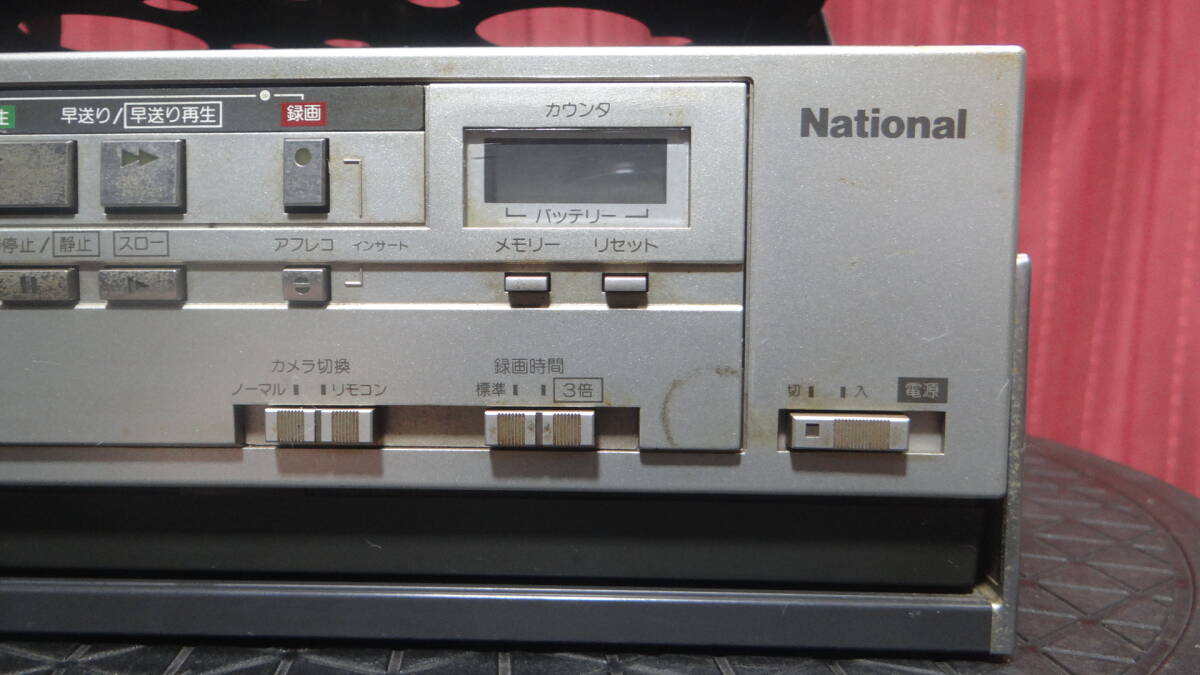 生
早送り/早送り再生
録画
カウンタ
National
バッテリー
停止/静止
スロー
アフレコ
インサート
メモリー
リセット
カメラ切換
ノーマル
リモコン
録画時間
標準
3倍
切
入
電源